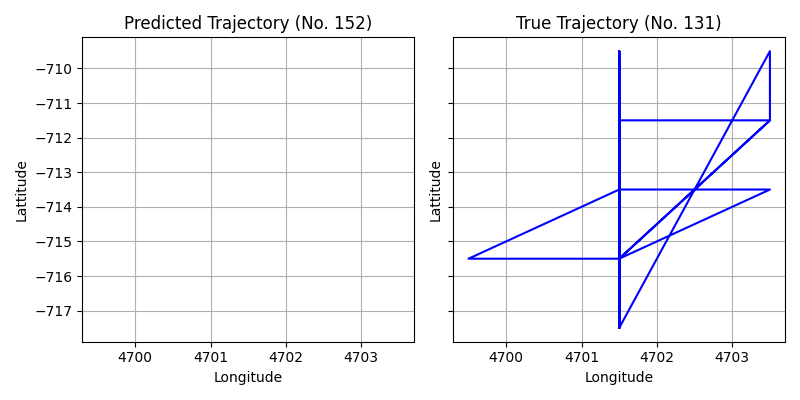 Predicted Trajectory (No. 152)
True Trajectory (No. 131)
−710
−711
−712
−713
−714
−715
−716
−717
Lattitude
Lattitude
4700 4701 4702 4703
4700 4701 4702 4703
Longitude
Longitude